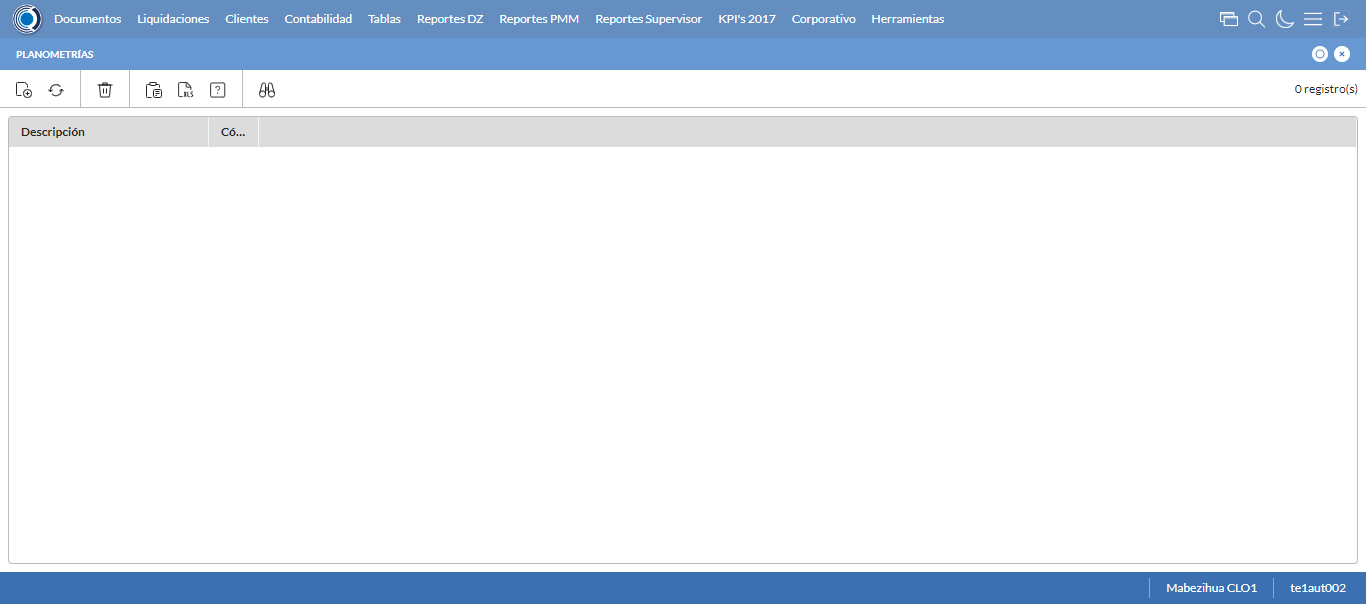 Documentos Liquidaciones Clientes Contabilidad Tablas Reportes DZ Reportes PMM Reportes Supervisor KPI's 2017 Corporativo Herramientas
PLANOMETRÍAS
XLS ? 0 registro(s)
Descripción Có...
Mabezihua CLO1 te1aut002